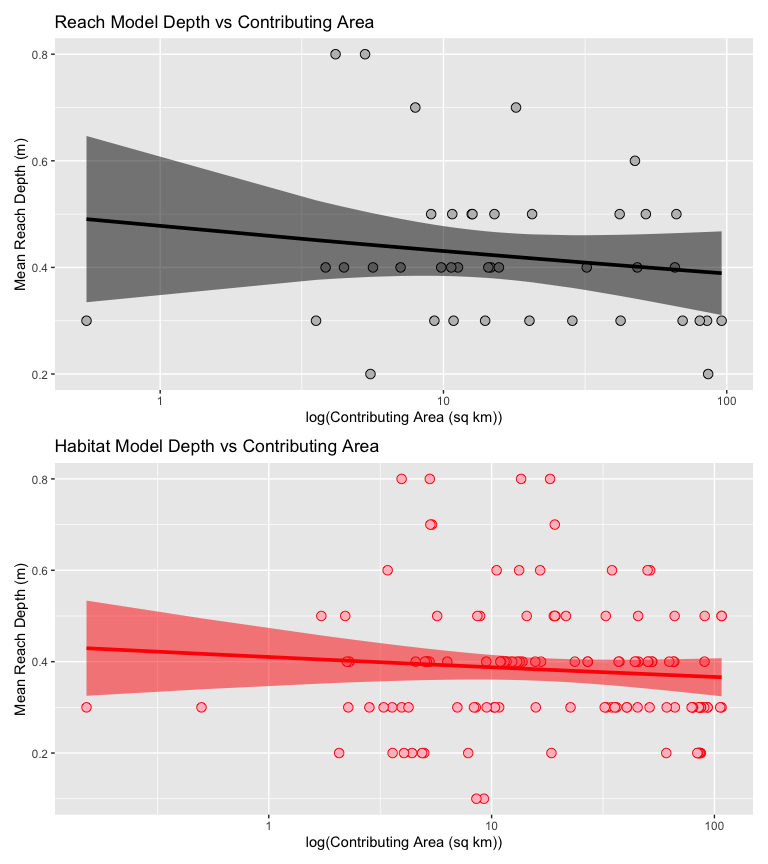 Reach Model Depth vs Contributing Area
Mean Reach Depth (m)
0.8
0.6
0.4
0.2
1
10
100
log(Contributing Area (sq km))
Habitat Model Depth vs Contributing Area
Mean Reach Depth (m)
0.8
0.6
0.4
0.2
1
10
100
log(Contributing Area (sq km))